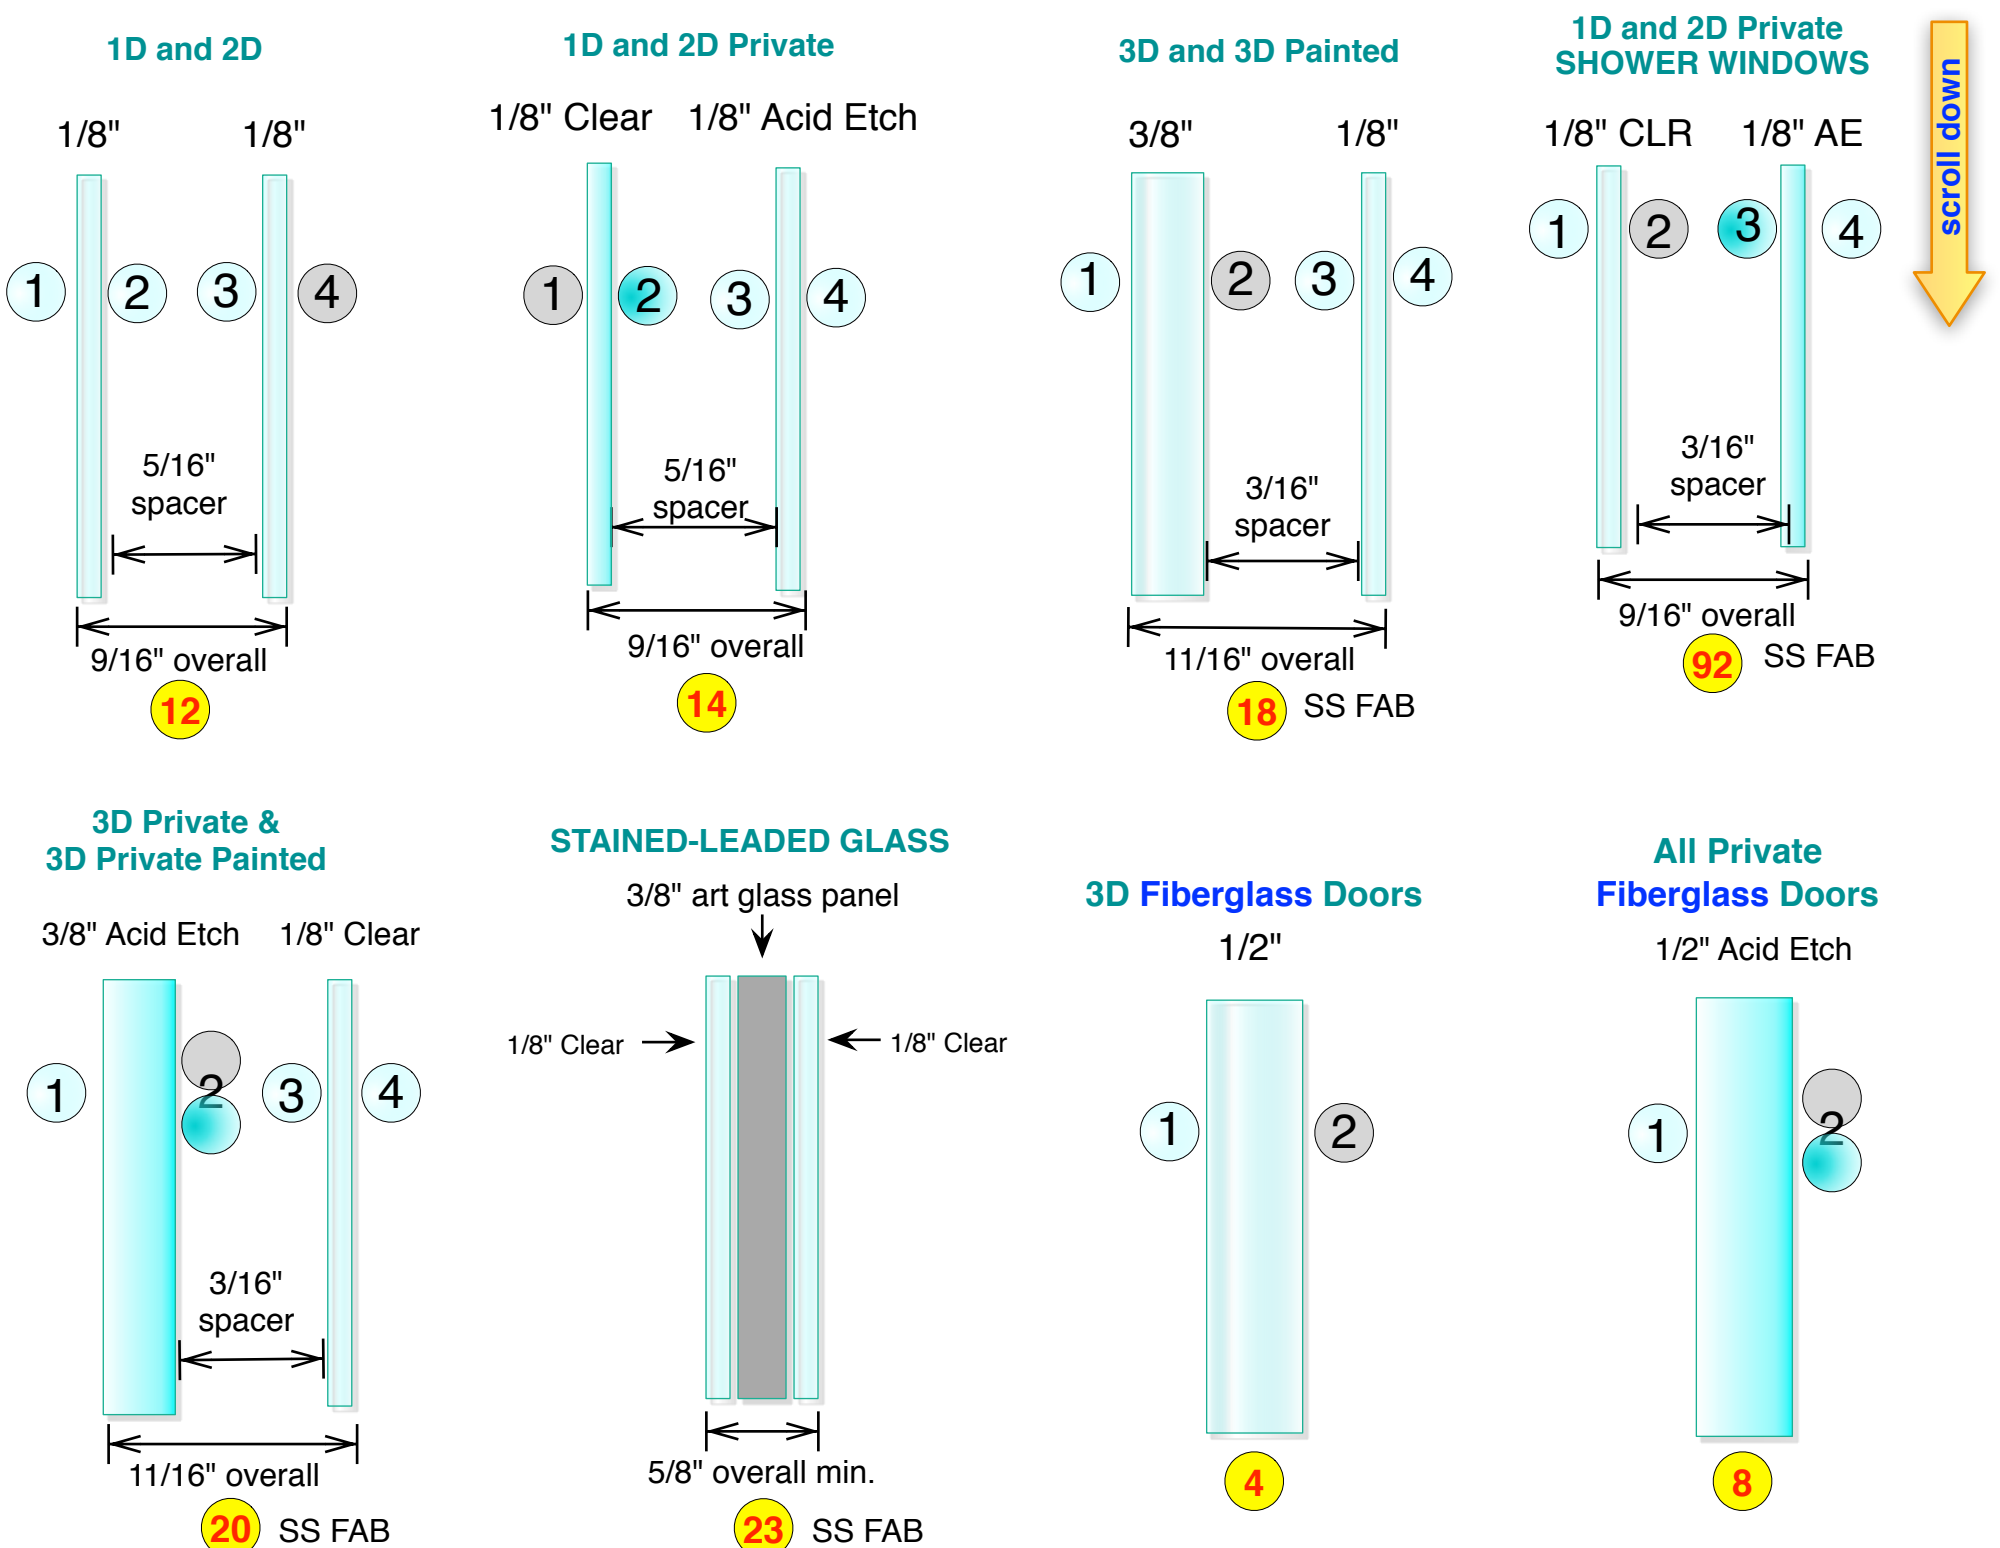 1D and 2D
1/8" 1/8"
1 2 3 4
5/16"
spacer
9/16" overall
12
1D and 2D Private
1/8" Clear 1/8" Acid Etch
1 2 3 4
5/16"
spacer
9/16" overall
14
3D and 3D Painted
3/8" 1/8"
1 2 3 4
3/16"
spacer
11/16" overall
18 SS FAB
1D and 2D Private
SHOWER WINDOWS
1/8" CLR 1/8" AE
1 2 3 4
3/16"
spacer
9/16" overall
92 SS FAB
scroll down
3D Private &
3D Private Painted
3/8" Acid Etch 1/8" Clear
1 2 3 4
3/16"
spacer
11/16" overall
20 SS FAB
STAINED-LEADED GLASS
3/8" art glass panel
1/8" Clear 1/8" Clear
5/8" overall min.
23 SS FAB
3D Fiberglass Doors
1/2"
1 2
4
All Private
Fiberglass Doors
1/2" Acid Etch
1 2
8